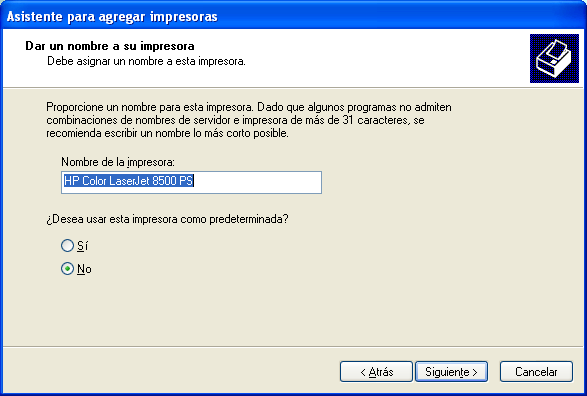 Asistente para agregar impresoras
Dar un nombre a su impresora
Debe asignar un nombre a esta impresora.
Proporcione un nombre para esta impresora. Dado que algunos programas no admiten
combinaciones de nombres de servidor e impresora de más de 31 caracteres, se
recomienda escribir un nombre lo más corto posible.
Nombre de la impresora:
HP Color LaserJet 8500 PS
¿Desea usar esta impresora como predeterminada?
Sí
No
< Atrás
Siguiente >
Cancelar